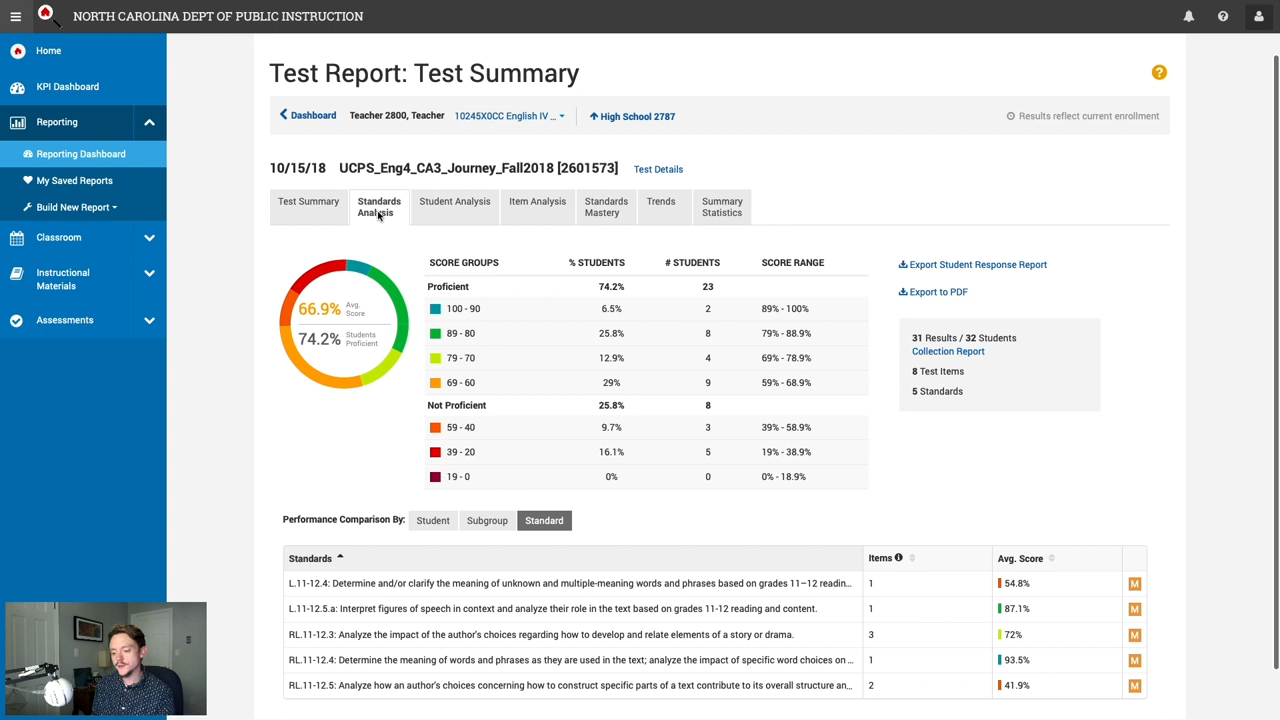 NORTH CAROLINA DEPT OF PUBLIC INSTRUCTION
Home
KPI Dashboard
Reporting
Reporting Dashboard
My Saved Reports
Build New Report
Classroom
Instructional
Materials
Assessments
Test Report: Test Summary
Dashboard Teacher 2800, Teacher 10245X0CC English IV ... High School 2787 Results reflect current enrollment
10/15/18 UCPS_Eng4_CA3_Journey_Fall2018 [2601573] Test Details
Test Summary
Standards
Analysis
Student Analysis
Item Analysis
Standards
Mastery
Trends
Summary
Statistics
66.9% Avg. Score
74.2% Students Proficient
SCORE GROUPS % STUDENTS # STUDENTS SCORE RANGE
Proficient 74.2% 23
100 - 90 6.5% 2 89% - 100%
89 - 80 25.8% 8 79% - 88.9%
79 - 70 12.9% 4 69% - 78.9%
69 - 60 29% 9 59% - 68.9%
Not Proficient 25.8% 8
59 - 40 9.7% 3 39% - 58.9%
39 - 20 16.1% 5 19% - 38.9%
19 - 0 0% 0 0% - 18.9%
Export Student Response Report
Export to PDF
31 Results / 32 Students
Collection Report
8 Test Items
5 Standards
Performance Comparison By: Student Subgroup Standard
Standards Items Avg. Score
L.11-12.4: Determine and/or clarify the meaning of unknown and multiple-meaning words and phrases based on grades 11–12 readin... 1 54.8% M
L.11-12.5.a: Interpret figures of speech in context and analyze their role in the text based on grades 11-12 reading and content. 1 87.1% M
RL.11-12.3: Analyze the impact of the author's choices regarding how to develop and relate elements of a story or drama. 3 72% M
RL.11-12.4: Determine the meaning of words and phrases as they are used in the text; analyze the impact of specific word choices on ... 1 93.5% M
RL.11-12.5: Analyze how an author's choices concerning how to construct specific parts of a text contribute to its overall structure an... 2 41.9% M